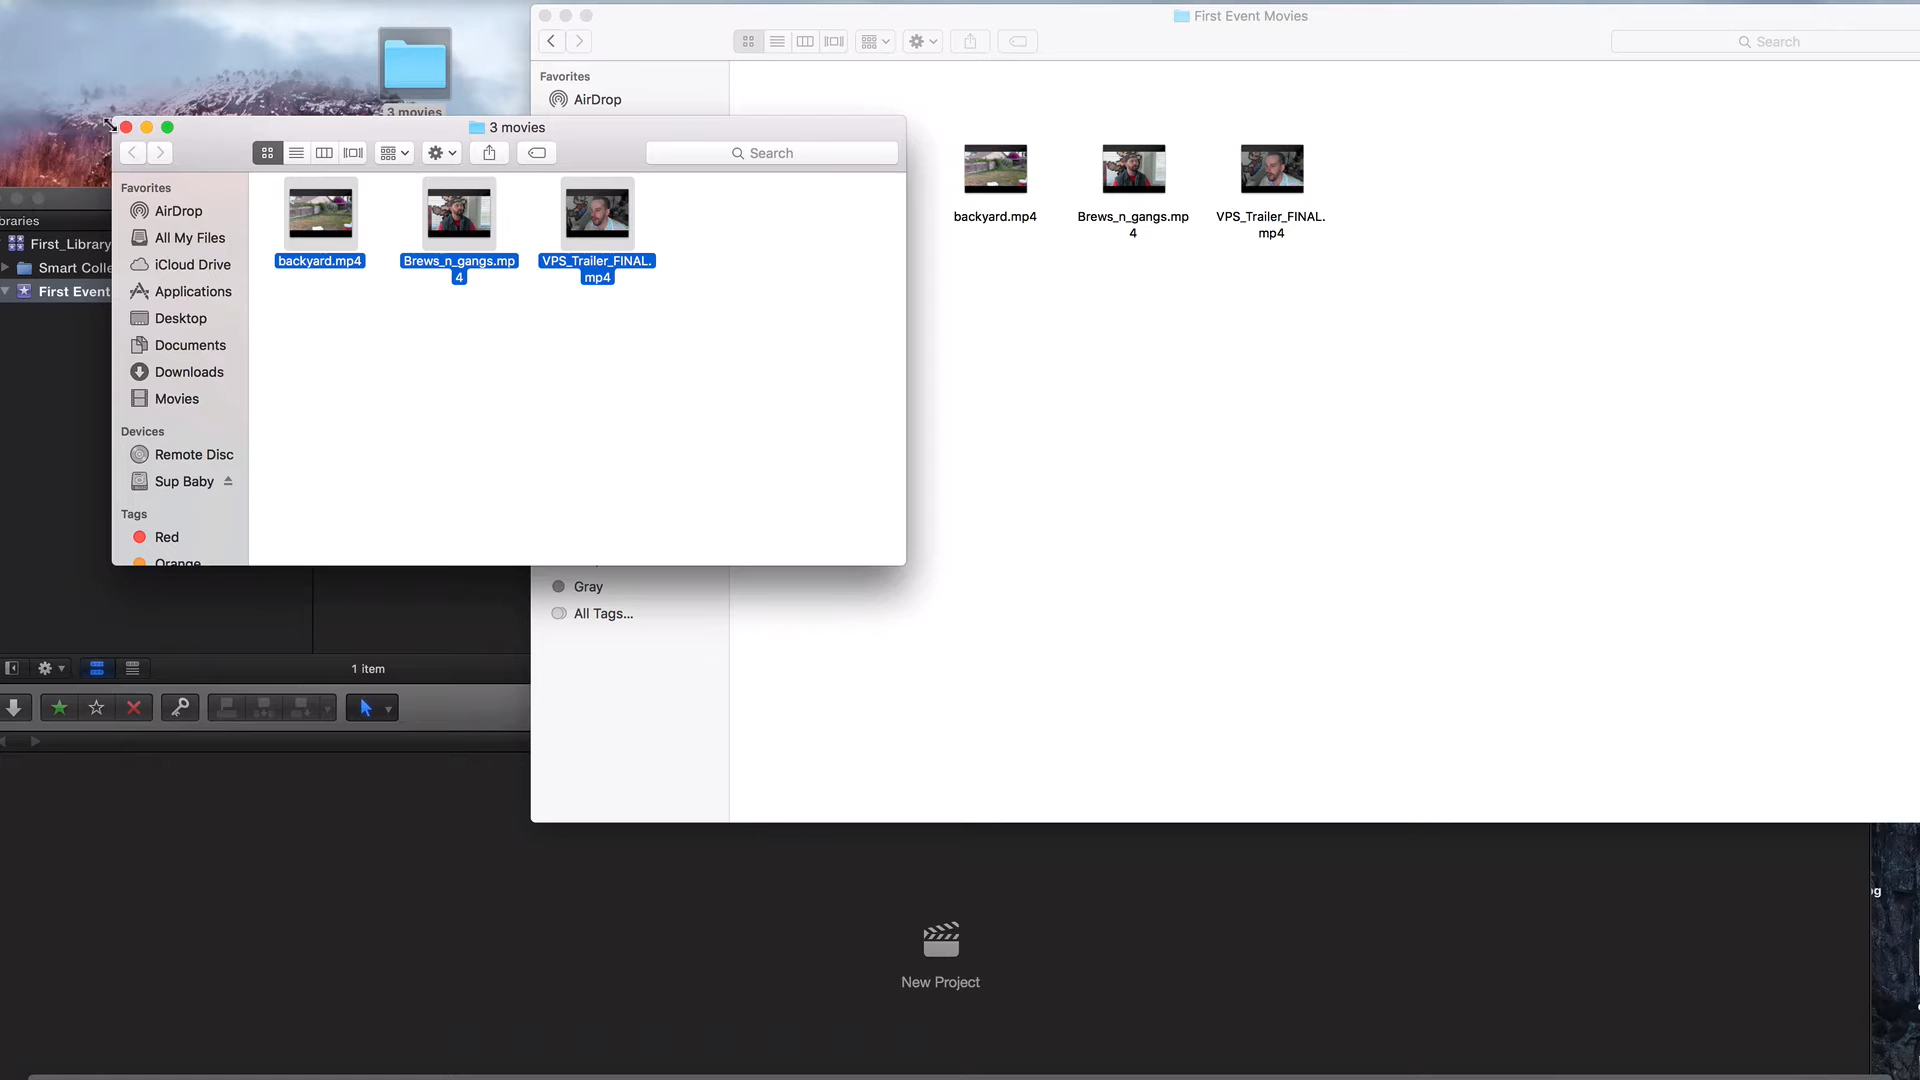 First Event Movies
Search
Favorites
AirDrop
3 movies
3 movies
Search
Favorites
AirDrop
All My Files
iCloud Drive
Applications
Desktop
Documents
Downloads
Movies
Devices
Remote Disc
Sup Baby
Tags
Red
Orange
backyard.mp4
Brews_n_gangs.mp
4
VPS_Trailer_FINAL.
mp4
backyard.mp4
Brews_n_gangs.mp
4
VPS_Trailer_FINAL.
mp4
braries
First_Library
Smart Colle
First Event
Gray
All Tags...
1 item
New Project